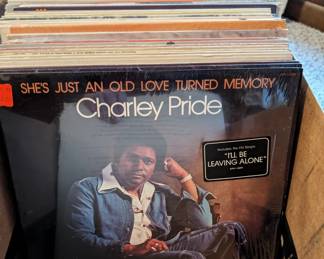 SHE'S JUST AN OLD LOVE TURNED MEMORY
Charley Pride
Includes the Hit Single
"I'LL BE
LEAVING ALONE"